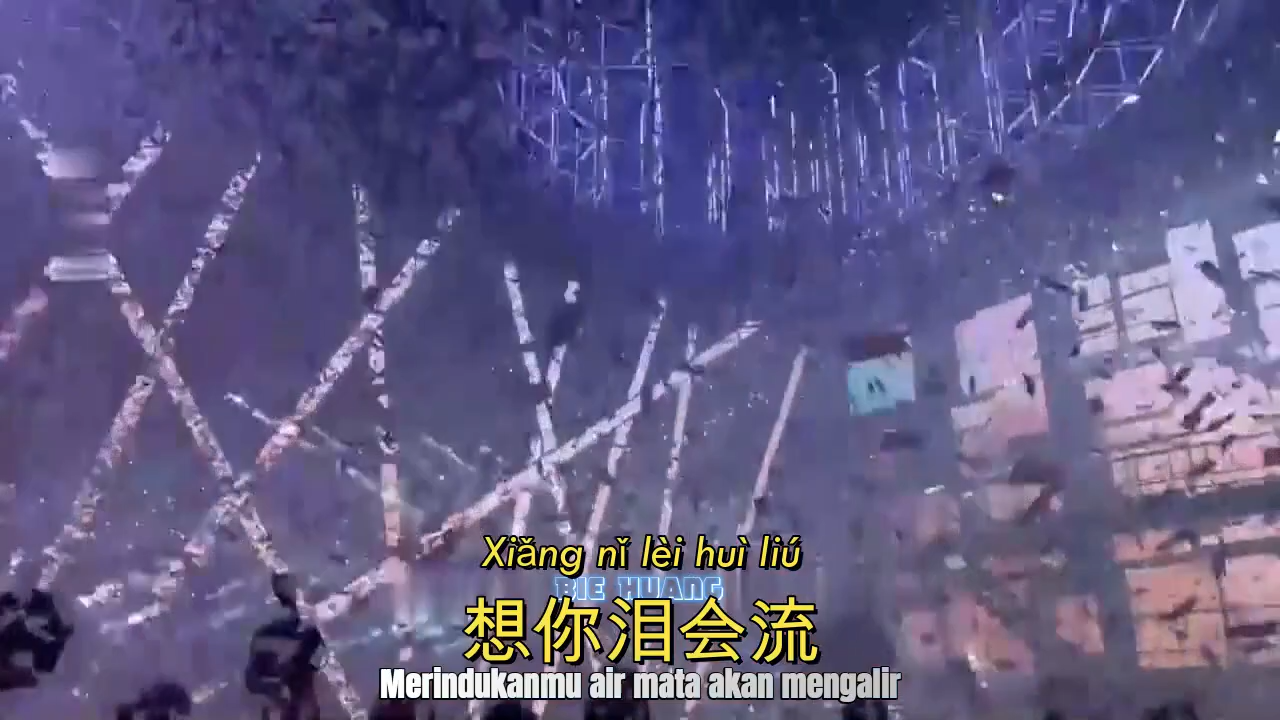 Xiǎng nǐ lèi huì liú
BIE HUANG
想你泪会流
Merindukanmu air mata akan mengalir